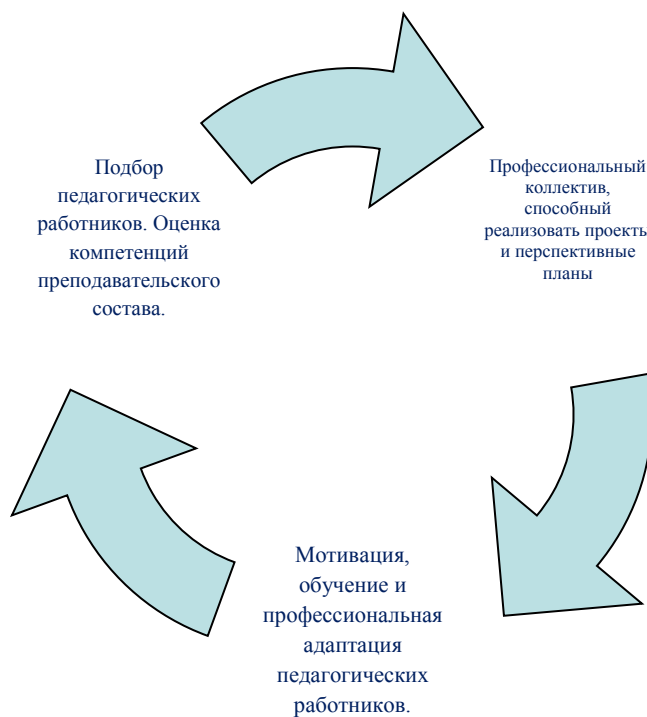 Подбор
педагогических
работников. Оценка
компетенций
преподавательского
состава.
Профессиональный
коллектив,
способный
реализовать проекты
и перспективные
планы
Мотивация,
обучение и
профессиональная
адаптация
педагогических
работников.